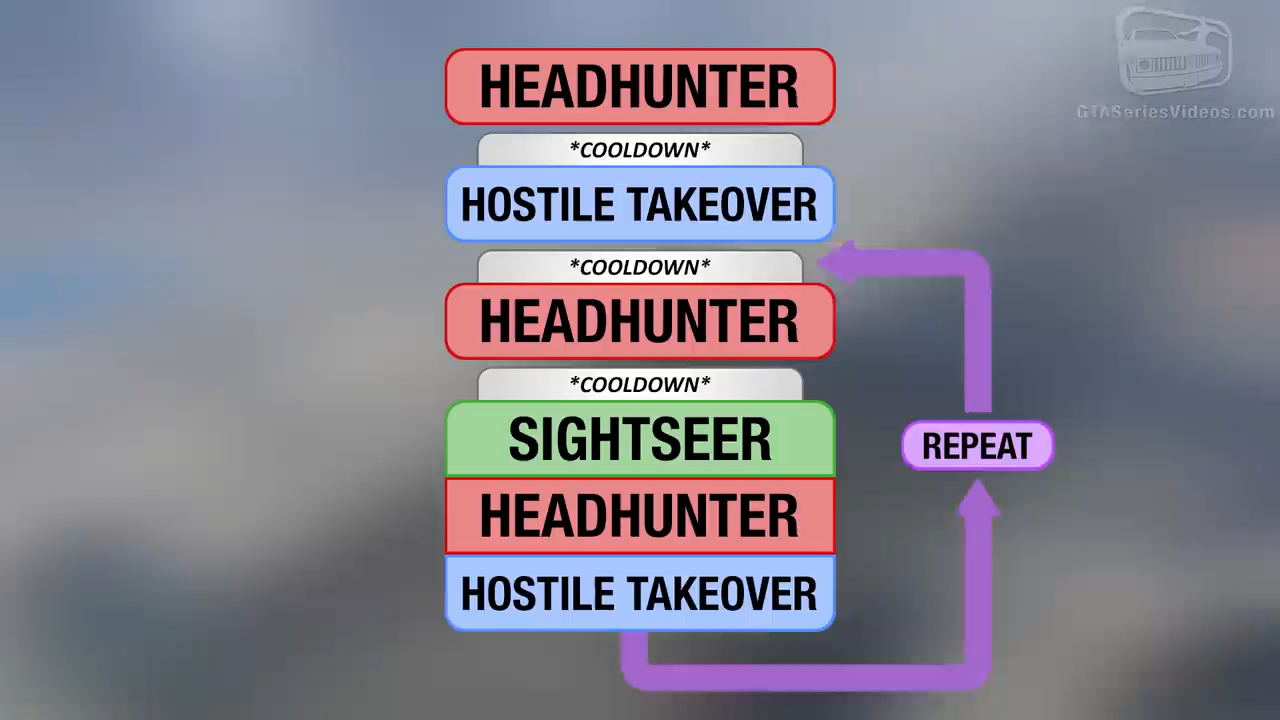 HEADHUNTER
GTASeriesVideos.com
*COOLDOWN*
HOSTILE TAKEOVER
*COOLDOWN*
HEADHUNTER
*COOLDOWN*
SIGHTSEER
REPEAT
HEADHUNTER
HOSTILE TAKEOVER